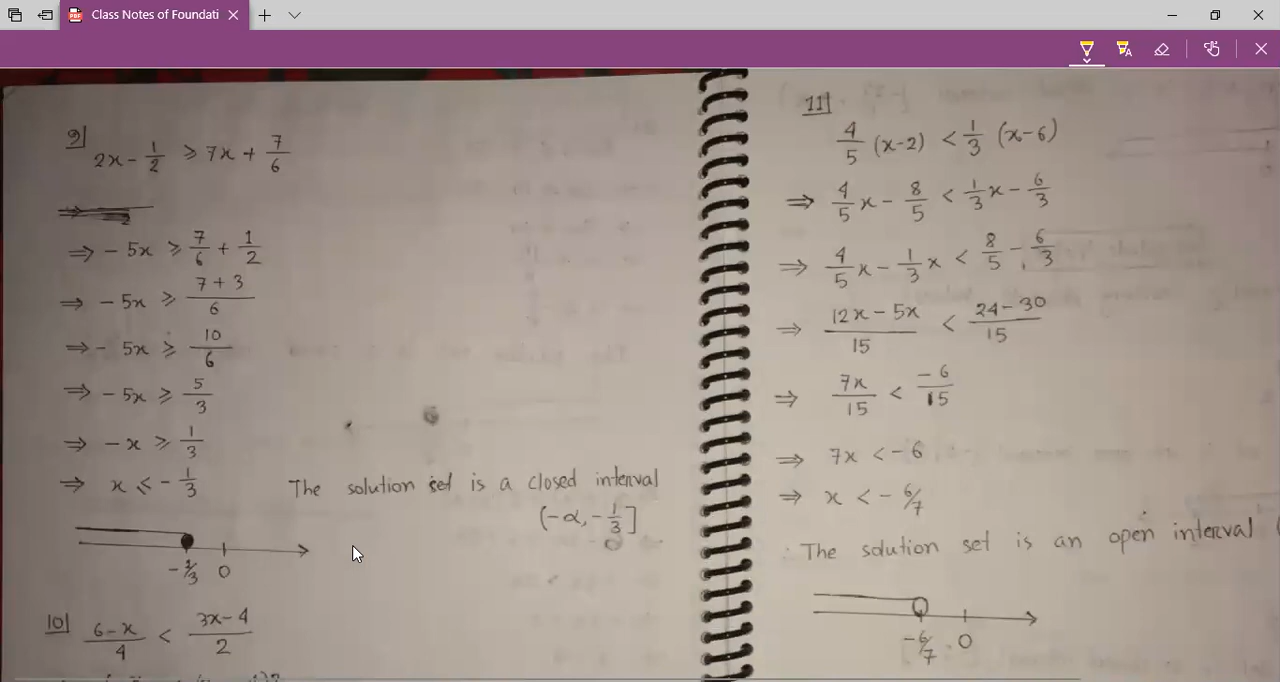 Class Notes of Foundati
9|
2x - 1/2 ⩾ 7x + 7/6
⇒ - 5x ⩾ 7/6 + 1/2
⇒ - 5x ⩾ (7 + 3)/6
⇒ - 5x ⩾ 10/6
⇒ - 5x ⩾ 5/3
⇒ - x ⩾ 1/3
⇒ x ⩽ - 1/3
The solution set is a closed interval
(-α, -1/3]
-1/3 0
10|
(6-x)/4 < (3x-4)/2
11|
4/5 (x-2) < 1/3 (x-6)
⇒ 4/5 x - 8/5 < 1/3 x - 6/3
⇒ 4/5 x - 1/3 x < 8/5 - 6/3
⇒ (12x - 5x)/15 < (24-30)/15
⇒ 7x/15 < -6/15
⇒ 7x < -6
⇒ x < -6/7
∴ The solution set is an open interval (
-6/7 0